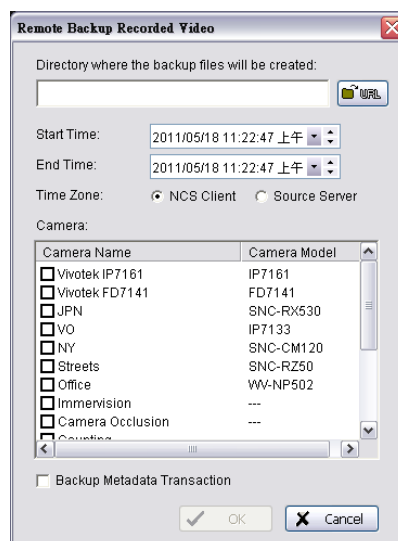 Remote Backup Recorded Video
Directory where the backup files will be created:
URL
Start Time: 2011/05/18 11:22:47 上午
End Time: 2011/05/18 11:22:47 上午
Time Zone: NCS Client Source Server
Camera:
Camera Name Camera Model
Vivotek IP7161 IP7161
Vivotek FD7141 FD7141
JPN SNC-RX530
VO IP7133
NY SNC-CM120
Streets SNC-RZ50
Office WV-NP502
Immervision ---
Camera Occlusion ---
Counting
Backup Metadata Transaction
OK Cancel